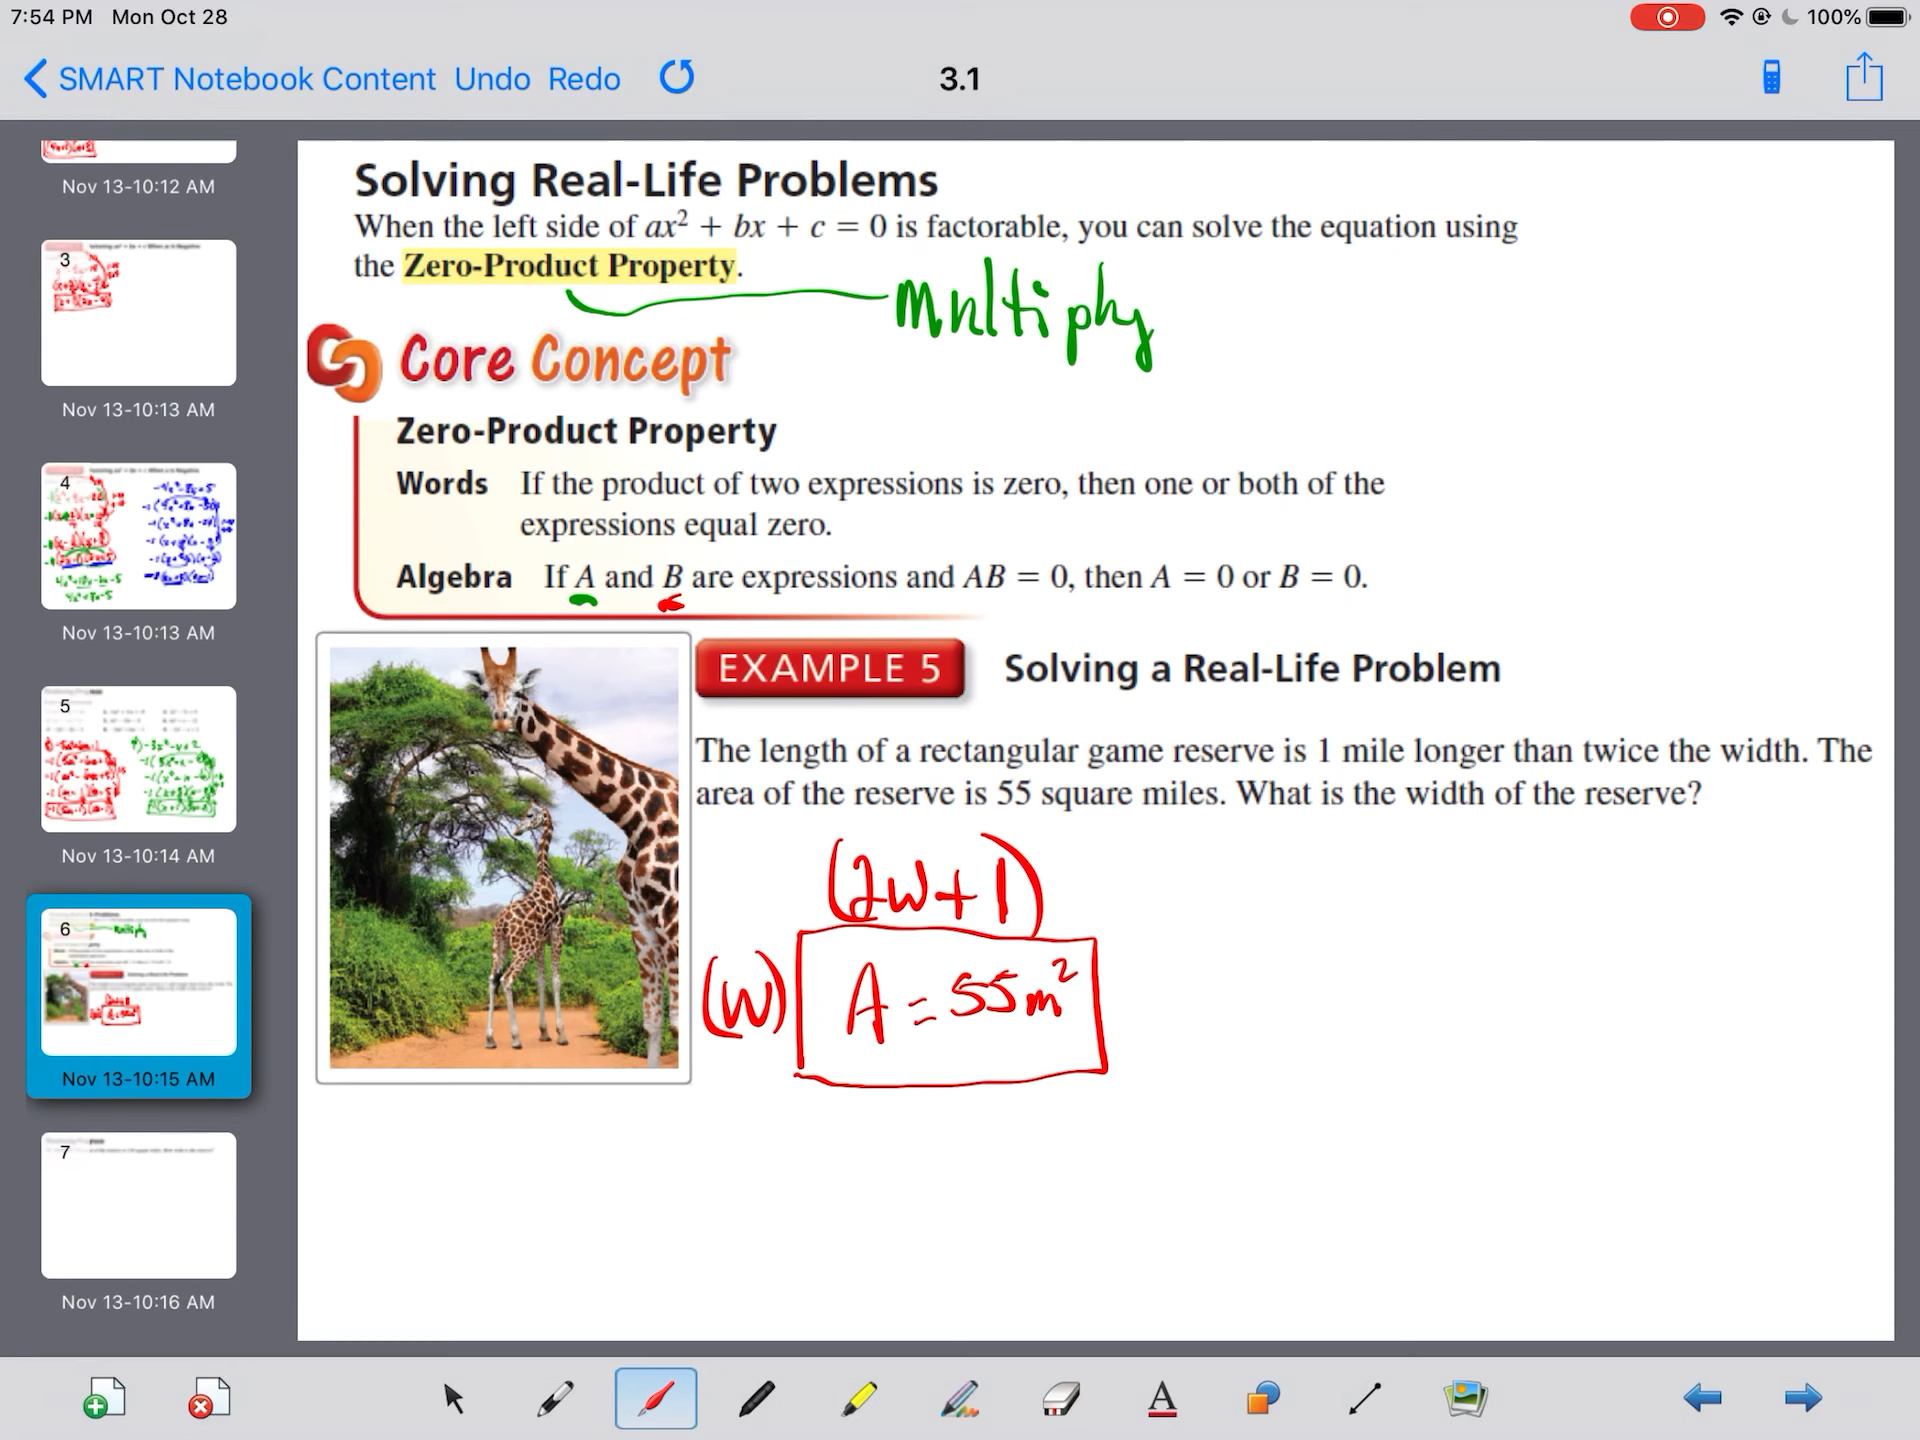 7:54 PM Mon Oct 28
100%
SMART Notebook Content Undo Redo
3.1
Nov 13-10:12 AM
3
Nov 13-10:13 AM
4
Nov 13-10:13 AM
5
Nov 13-10:14 AM
6
Nov 13-10:15 AM
7
Nov 13-10:16 AM
Solving Real-Life Problems
When the left side of ax² + bx + c = 0 is factorable, you can solve the equation using
the Zero-Product Property.
multiply
Core Concept
Zero-Product Property
Words If the product of two expressions is zero, then one or both of the
expressions equal zero.
Algebra If A and B are expressions and AB = 0, then A = 0 or B = 0.
EXAMPLE 5 Solving a Real-Life Problem
The length of a rectangular game reserve is 1 mile longer than twice the width. The
area of the reserve is 55 square miles. What is the width of the reserve?
(2w+1)
(w) A = 55m²
A